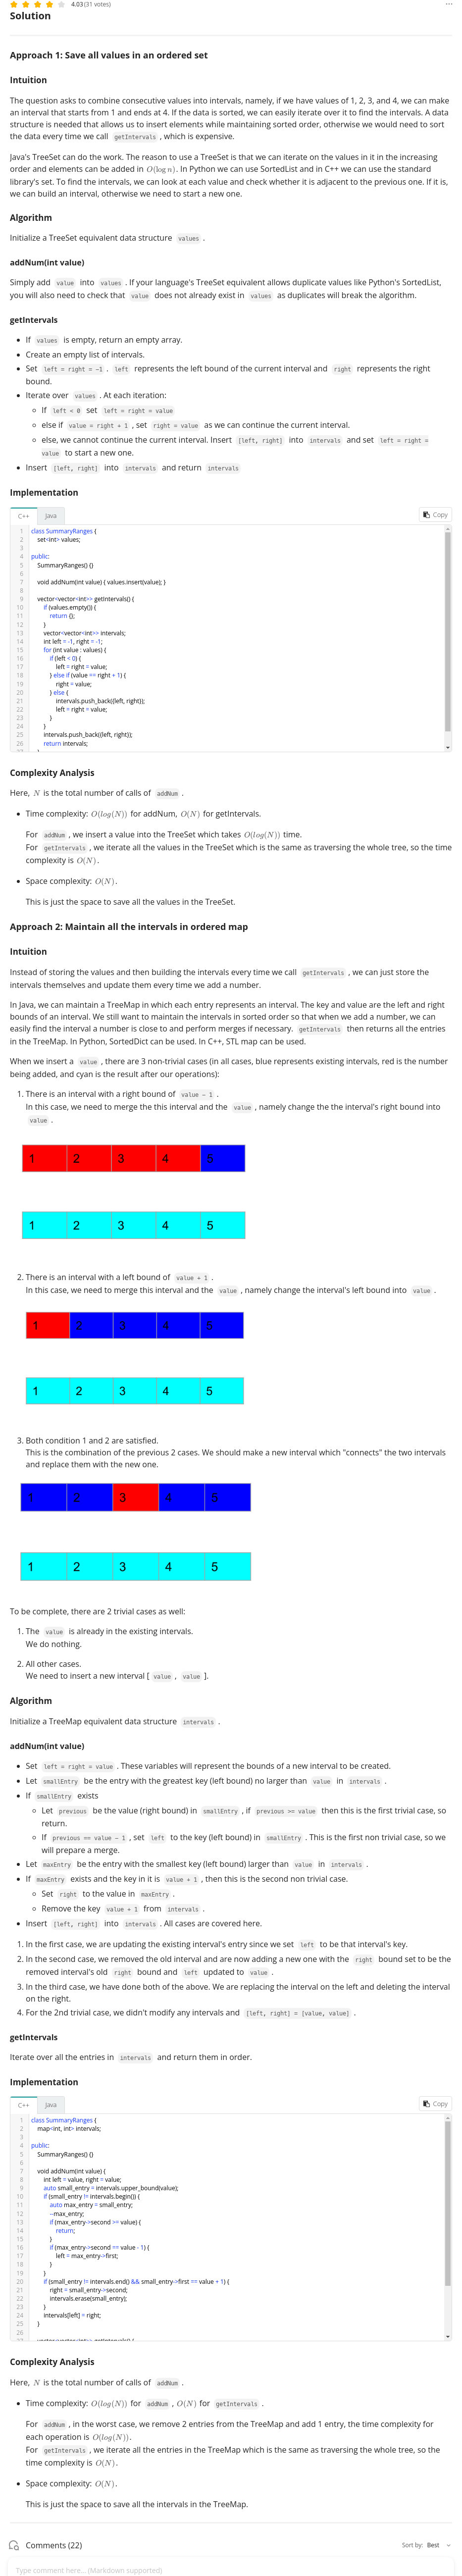 4.03 (31 votes)
Solution
Approach 1: Save all values in an ordered set
Intuition
The question asks to combine consecutive values into intervals, namely, if we have values of 1, 2, 3, and 4, we can make
an interval that starts from 1 and ends at 4. If the data is sorted, we can easily iterate over it to find the intervals. A data
structure is needed that allows us to insert elements while maintaining sorted order, otherwise we would need to sort
the data every time we call getIntervals , which is expensive.
Java's TreeSet can do the work. The reason to use a TreeSet is that we can iterate on the values in it in the increasing
order and elements can be added in O(log n). In Python we can use SortedList and in C++ we can use the standard
library's set. To find the intervals, we can look at each value and check whether it is adjacent to the previous one. If it is,
we can build an interval, otherwise we need to start a new one.
Algorithm
Initialize a TreeSet equivalent data structure values .
addNum(int value)
Simply add value into values . If your language's TreeSet equivalent allows duplicate values like Python's SortedList,
you will also need to check that value does not already exist in values as duplicates will break the algorithm.
getIntervals
• If values is empty, return an empty array.
• Create an empty list of intervals.
• Set left = right = -1 . left represents the left bound of the current interval and right represents the right
bound.
• Iterate over values . At each iteration:
◦ If left < 0 set left = right = value
◦ else if value = right + 1 , set right = value as we can continue the current interval.
◦ else, we cannot continue the current interval. Insert [left, right] into intervals and set left = right =
value to start a new one.
• Insert [left, right] into intervals and return intervals
Implementation
C++ Java Copy
1 class SummaryRanges {
2 set<int> values;
3
4 public:
5 SummaryRanges() {}
6
7 void addNum(int value) { values.insert(value); }
8
9 vector<vector<int>> getIntervals() {
10 if (values.empty()) {
11 return {};
12 }
13 vector<vector<int>> intervals;
14 int left = -1, right = -1;
15 for (int value : values) {
16 if (left < 0) {
17 left = right = value;
18 } else if (value == right + 1) {
19 right = value;
20 } else {
21 intervals.push_back({left, right});
22 left = right = value;
23 }
24 }
25 intervals.push_back({left, right});
26 return intervals;
Complexity Analysis
Here, N is the total number of calls of addNum .
• Time complexity: O(log(N)) for addNum, O(N) for getIntervals.
For addNum , we insert a value into the TreeSet which takes O(log(N)) time.
For getIntervals , we iterate all the values in the TreeSet which is the same as traversing the whole tree, so the time
complexity is O(N).
• Space complexity: O(N).
This is just the space to save all the values in the TreeSet.
Approach 2: Maintain all the intervals in ordered map
Intuition
Instead of storing the values and then building the intervals every time we call getIntervals , we can just store the
intervals themselves and update them every time we add a number.
In Java, we can maintain a TreeMap in which each entry represents an interval. The key and value are the left and right
bounds of an interval. We still want to maintain the intervals in sorted order so that when we add a number, we can
easily find the interval a number is close to and perform merges if necessary. getIntervals then returns all the entries
in the TreeMap. In Python, SortedDict can be used. In C++, STL map can be used.
When we insert a value , there are 3 non-trivial cases (in all cases, blue represents existing intervals, red is the number
being added, and cyan is the result after our operations):
1. There is an interval with a right bound of value - 1 .
In this case, we need to merge the this interval and the value , namely change the the interval's right bound into
value .
1 2 3 4 5
1 2 3 4 5
2. There is an interval with a left bound of value + 1 .
In this case, we need to merge this interval and the value , namely change the interval's left bound into value .
1 2 3 4 5
1 2 3 4 5
3. Both condition 1 and 2 are satisfied.
This is the combination of the previous 2 cases. We should make a new interval which "connects" the two intervals
and replace them with the new one.
1 2 3 4 5
1 2 3 4 5
To be complete, there are 2 trivial cases as well:
1. The value is already in the existing intervals.
We do nothing.
2. All other cases.
We need to insert a new interval [ value , value ].
Algorithm
Initialize a TreeMap equivalent data structure intervals .
addNum(int value)
• Set left = right = value . These variables will represent the bounds of a new interval to be created.
• Let smallEntry be the entry with the greatest key (left bound) no larger than value in intervals .
• If smallEntry exists
◦ Let previous be the value (right bound) in smallEntry , if previous >= value then this is the first trivial case, so
return.
◦ If previous == value - 1 , set left to the key (left bound) in smallEntry . This is the first non trivial case, so we
will prepare a merge.
• Let maxEntry be the entry with the smallest key (left bound) larger than value in intervals .
• If maxEntry exists and the key in it is value + 1 , then this is the second non trivial case.
◦ Set right to the value in maxEntry .
◦ Remove the key value + 1 from intervals .
• Insert [left, right] into intervals . All cases are covered here.
1. In the first case, we are updating the existing interval's entry since we set left to be that interval's key.
2. In the second case, we removed the old interval and are now adding a new one with the right bound set to be the
removed interval's old right bound and left updated to value .
3. In the third case, we have done both of the above. We are replacing the interval on the left and deleting the interval
on the right.
4. For the 2nd trivial case, we didn't modify any intervals and [left, right] = [value, value] .
getIntervals
Iterate over all the entries in intervals and return them in order.
Implementation
C++ Java Copy
1 class SummaryRanges {
2 map<int, int> intervals;
3
4 public:
5 SummaryRanges() {}
6
7 void addNum(int value) {
8 int left = value, right = value;
9 auto small_entry = intervals.upper_bound(value);
10 if (small_entry != intervals.begin()) {
11 auto max_entry = small_entry;
12 --max_entry;
13 if (max_entry->second >= value) {
14 return;
15 }
16 if (max_entry->second == value - 1) {
17 left = max_entry->first;
18 }
19 }
20 if (small_entry != intervals.end() && small_entry->first == value + 1) {
21 right = small_entry->second;
22 intervals.erase(small_entry);
23 }
24 intervals[left] = right;
25 }
26
Complexity Analysis
Here, N is the total number of calls of addNum .
• Time complexity: O(log(N)) for addNum , O(N) for getIntervals .
For addNum , in the worst case, we remove 2 entries from the TreeMap and add 1 entry, the time complexity for
each operation is O(log(N)).
For getIntervals , we iterate all the entries in the TreeMap which is the same as traversing the whole tree, so the
time complexity is O(N).
• Space complexity: O(N).
This is just the space to save all the intervals in the TreeMap.
Comments (22) Sort by: Best
Type comment here... (Markdown supported)